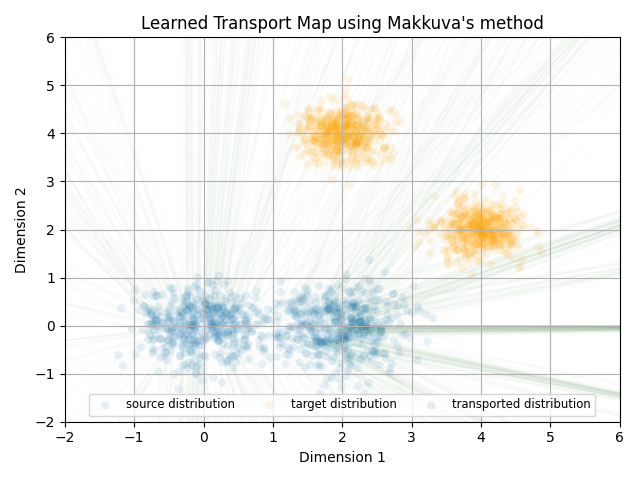 Learned Transport Map using Makkuva's method
6
5
4
3
2
1
0
−1
−2
Dimension 2
source distribution target distribution transported distribution
−2 −1 0 1 2 3 4 5 6
Dimension 1